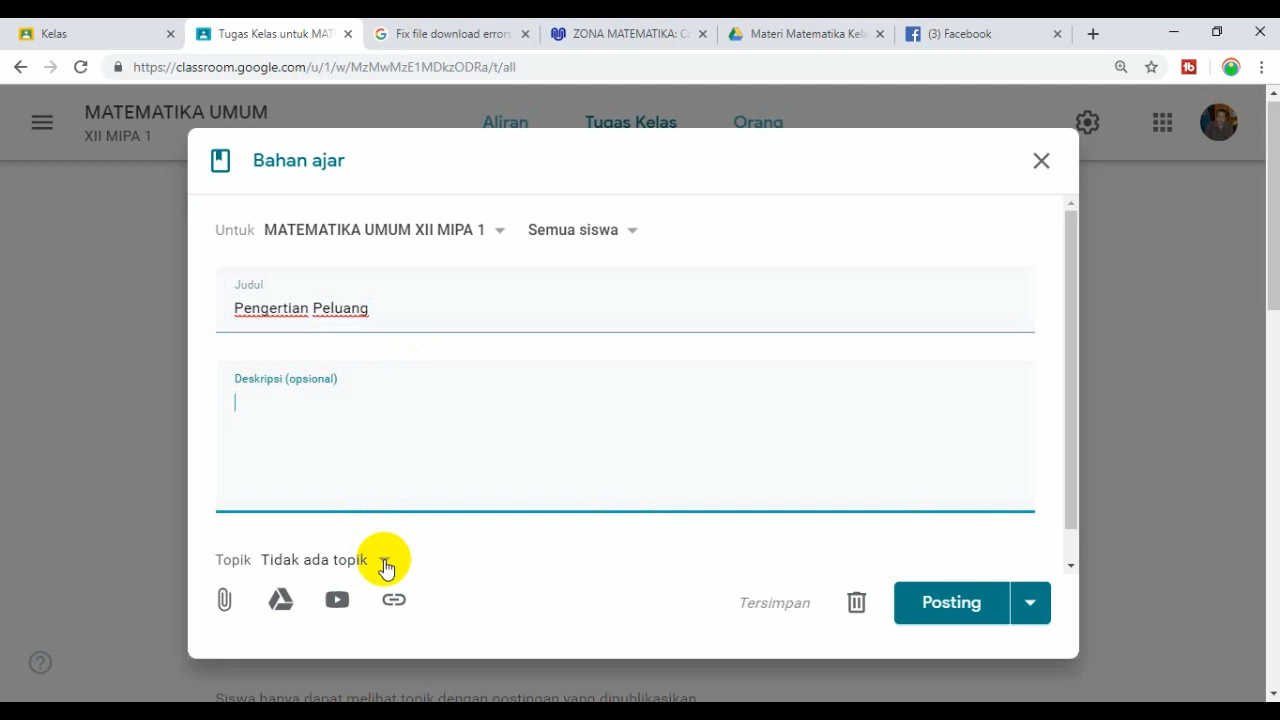 Kelas
Tugas Kelas untuk MAT
Fix file download errors,
ZONA MATEMATIKA: C
Materi Matematika Kela
(3) Facebook
https://classroom.google.com/u/1/w/MzMwMzE1MDkzODRa/t/all
MATEMATIKA UMUM
XII MIPA 1
Aliran
Tugas Kelas
Orang
Bahan ajar
Untuk MATEMATIKA UMUM XII MIPA 1 Semua siswa
Judul
Pengertian Peluang
Deskripsi (opsional)
Topik Tidak ada topik
Tersimpan
Posting
Siswa hanya dapat melihat topik dengan postingan yang dipublikasikan